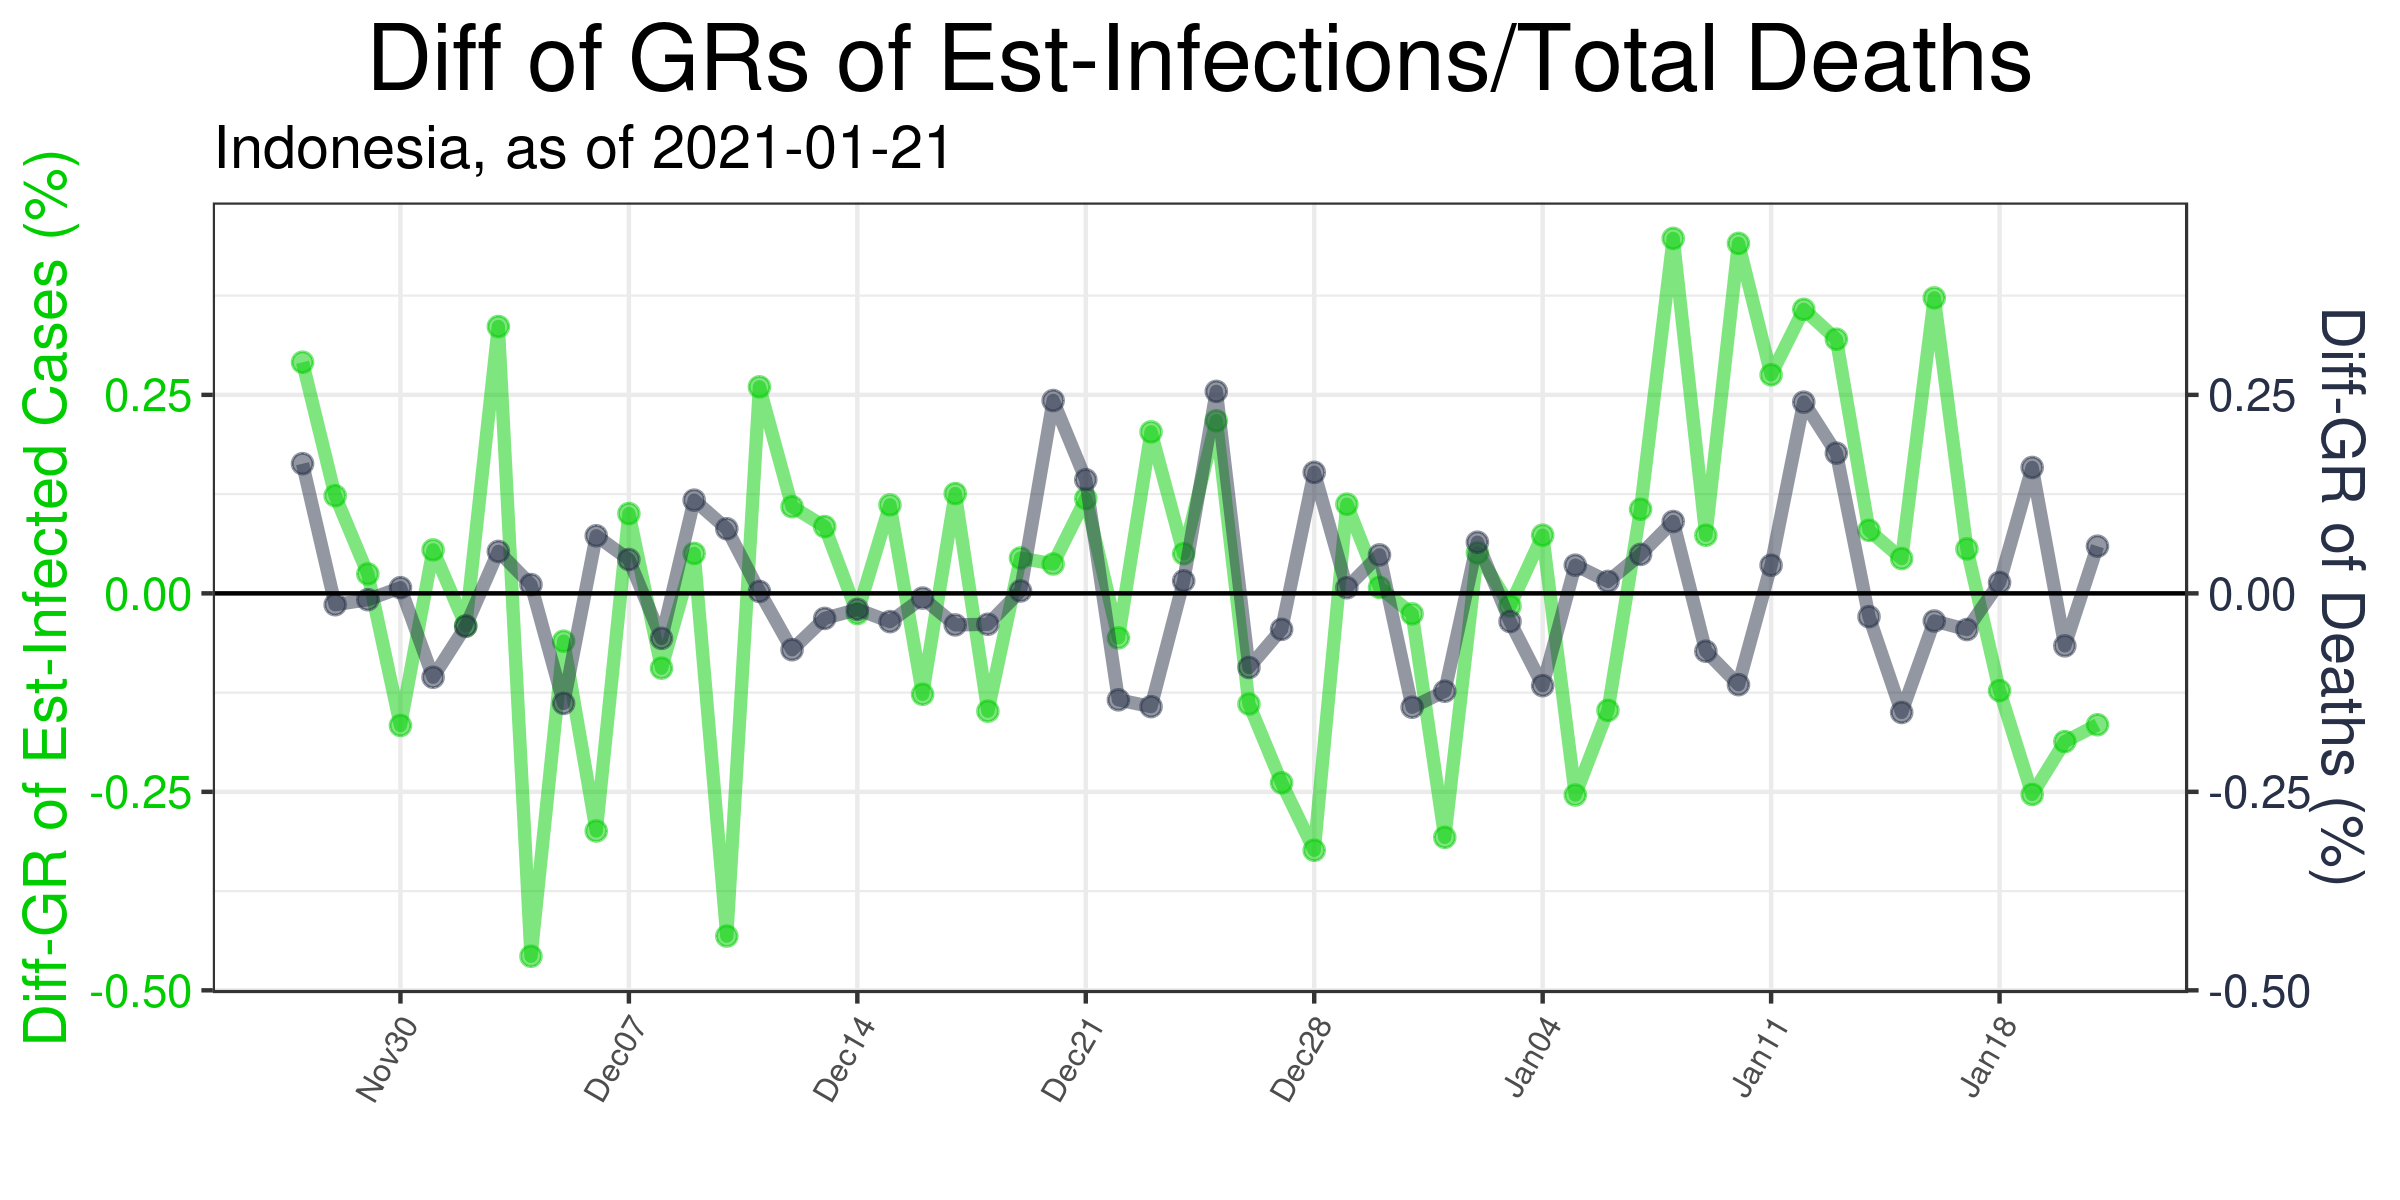 Diff of GRs of Est-Infections/Total Deaths
Indonesia, as of 2021-01-21
Diff-GR of Est-Infected Cases (%)
0.25
0.00
-0.25
-0.50
0.25
0.00
-0.25
-0.50
Diff-GR of Deaths (%)
Nov30
Dec07
Dec14
Dec21
Dec28
Jan04
Jan11
Jan18